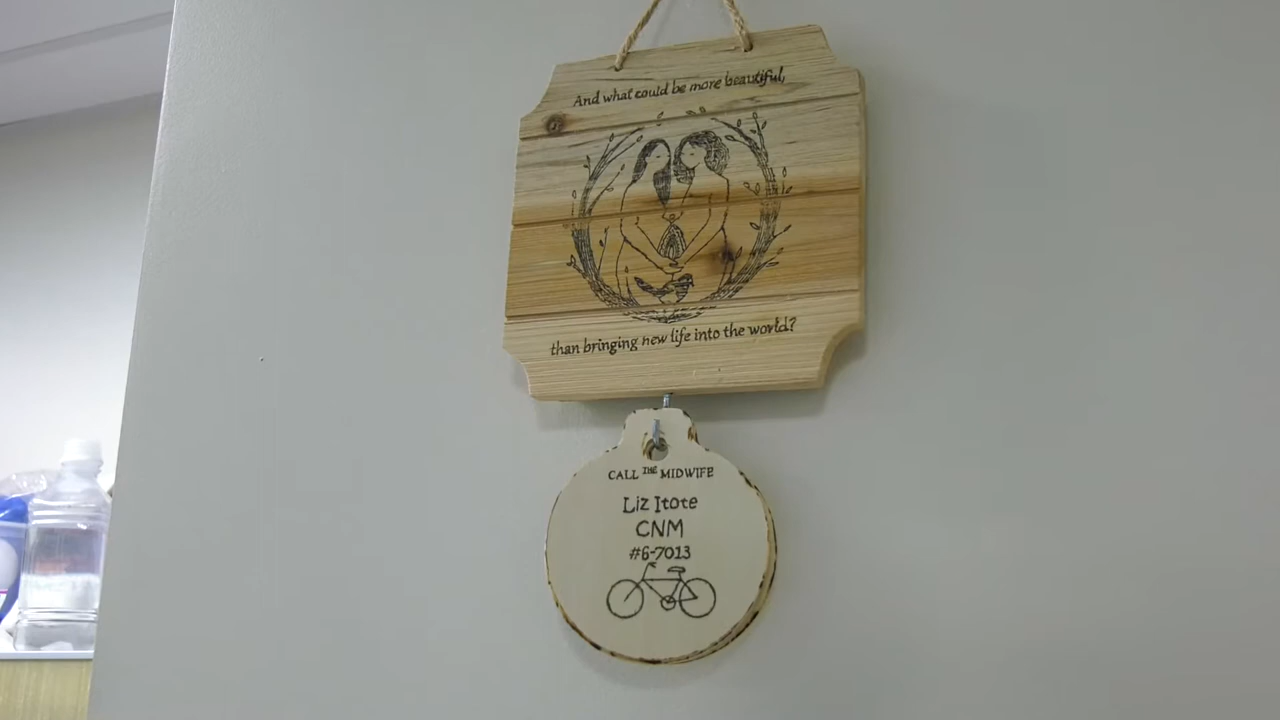 And what could be more beautiful,
than bringing new life into the world?
CALL THE MIDWIFE
Liz Itote
CNM
#6-7013